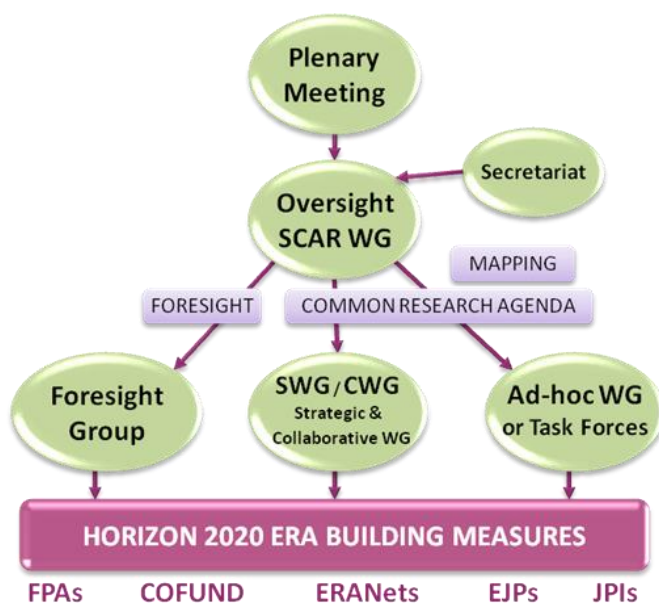 Plenary
Meeting
Secretariat
Oversight
SCAR WG
MAPPING
FORESIGHT
COMMON RESEARCH AGENDA
Foresight
Group
SWG / CWG
Strategic &
Collaborative WG
Ad-hoc WG
or Task Forces
HORIZON 2020 ERA BUILDING MEASURES
FPAs COFUND ERANets EJPs JPIs